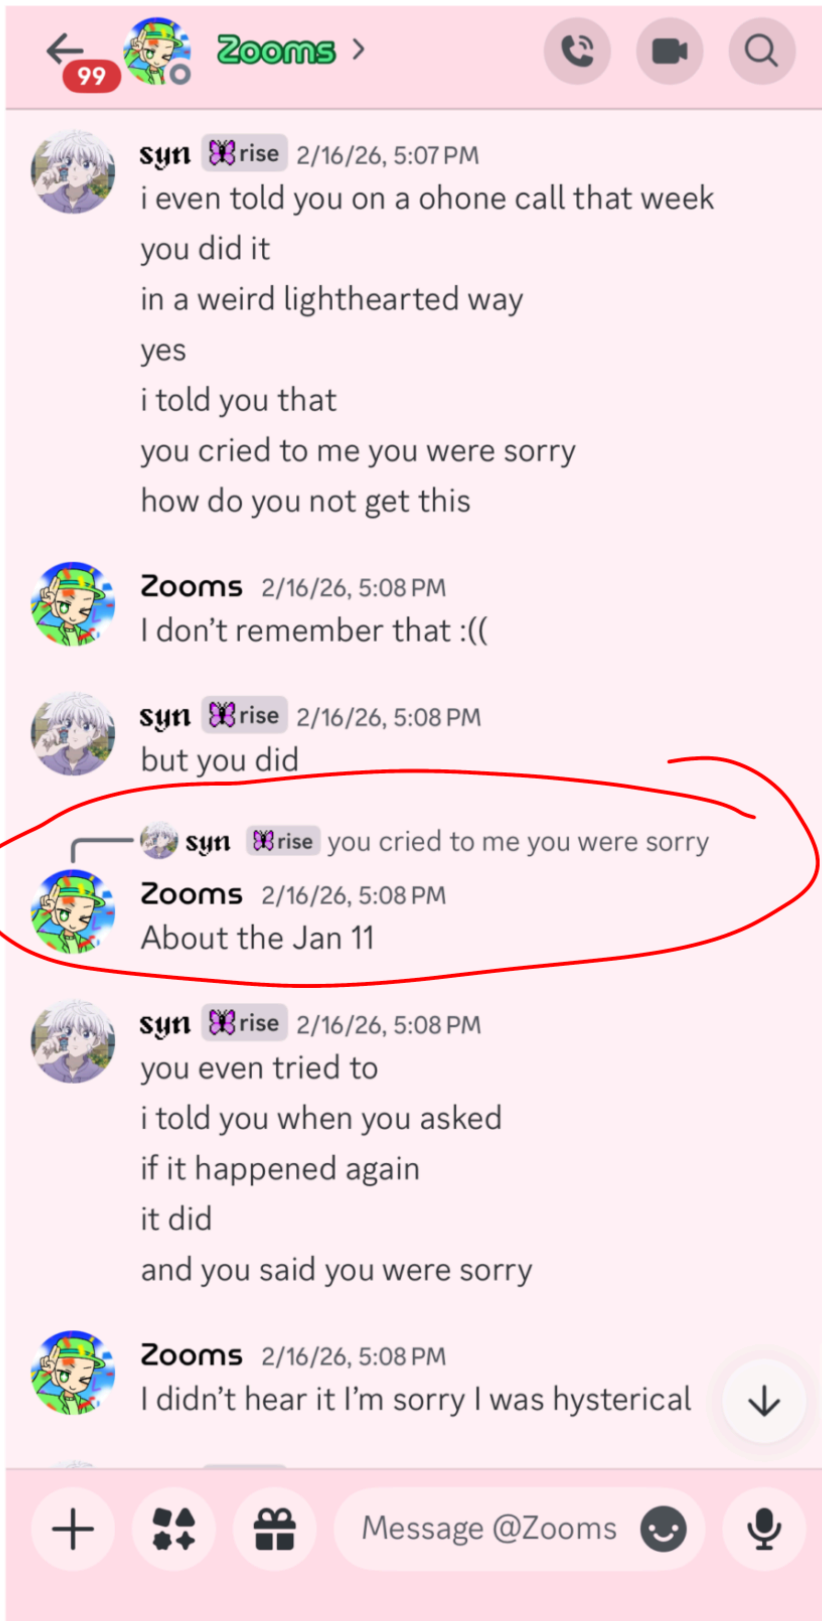 99
Zooms
syn rise 2/16/26, 5:07 PM
i even told you on a ohone call that week
you did it
in a weird lighthearted way
yes
i told you that
you cried to me you were sorry
how do you not get this
Zooms 2/16/26, 5:08 PM
I don't remember that :((
syn rise 2/16/26, 5:08 PM
but you did
syn rise you cried to me you were sorry
Zooms 2/16/26, 5:08 PM
About the Jan 11
syn rise 2/16/26, 5:08 PM
you even tried to
i told you when you asked
if it happened again
it did
and you said you were sorry
Zooms 2/16/26, 5:08 PM
I didn't hear it I'm sorry I was hysterical
Message @Zooms